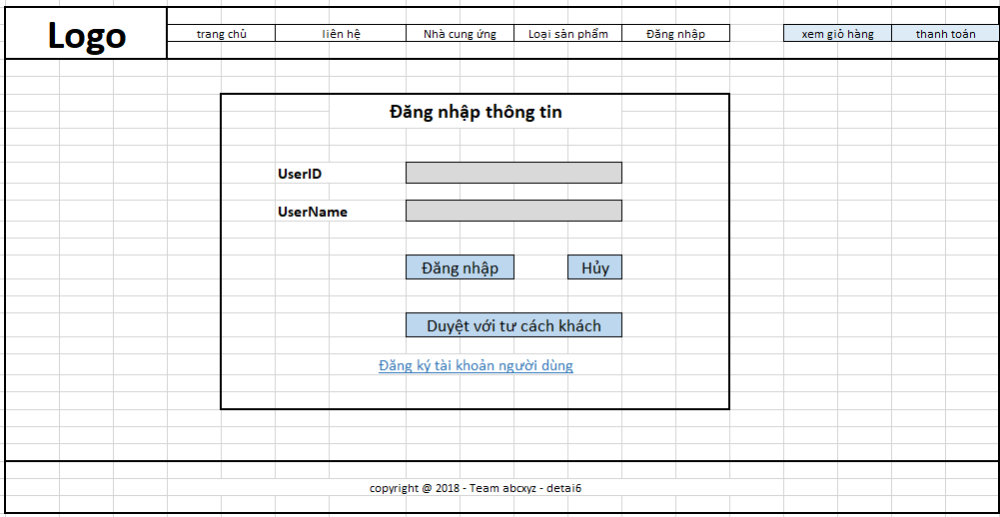 Logo
trang chủ liên hệ Nhà cung ứng Loại sản phẩm Đăng nhập xem giỏ hàng thanh toán
Đăng nhập thông tin
UserID
UserName
Đăng nhập Hủy
Duyệt với tư cách khách
Đăng ký tài khoản người dùng
copyright @ 2018 - Team abcxyz - detai6